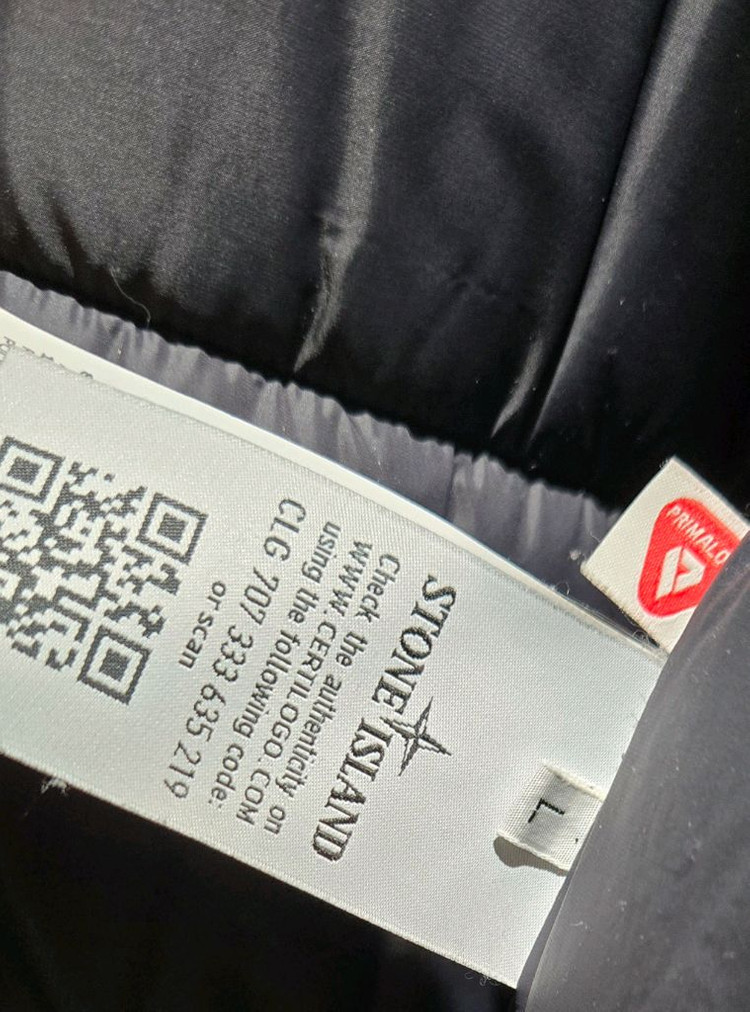 STONE ISLAND
Check the authenticity on
WWW.CERTILOGO.COM
using the following code:
CLG 707 333 635 219
or scan
L
PRIMALO